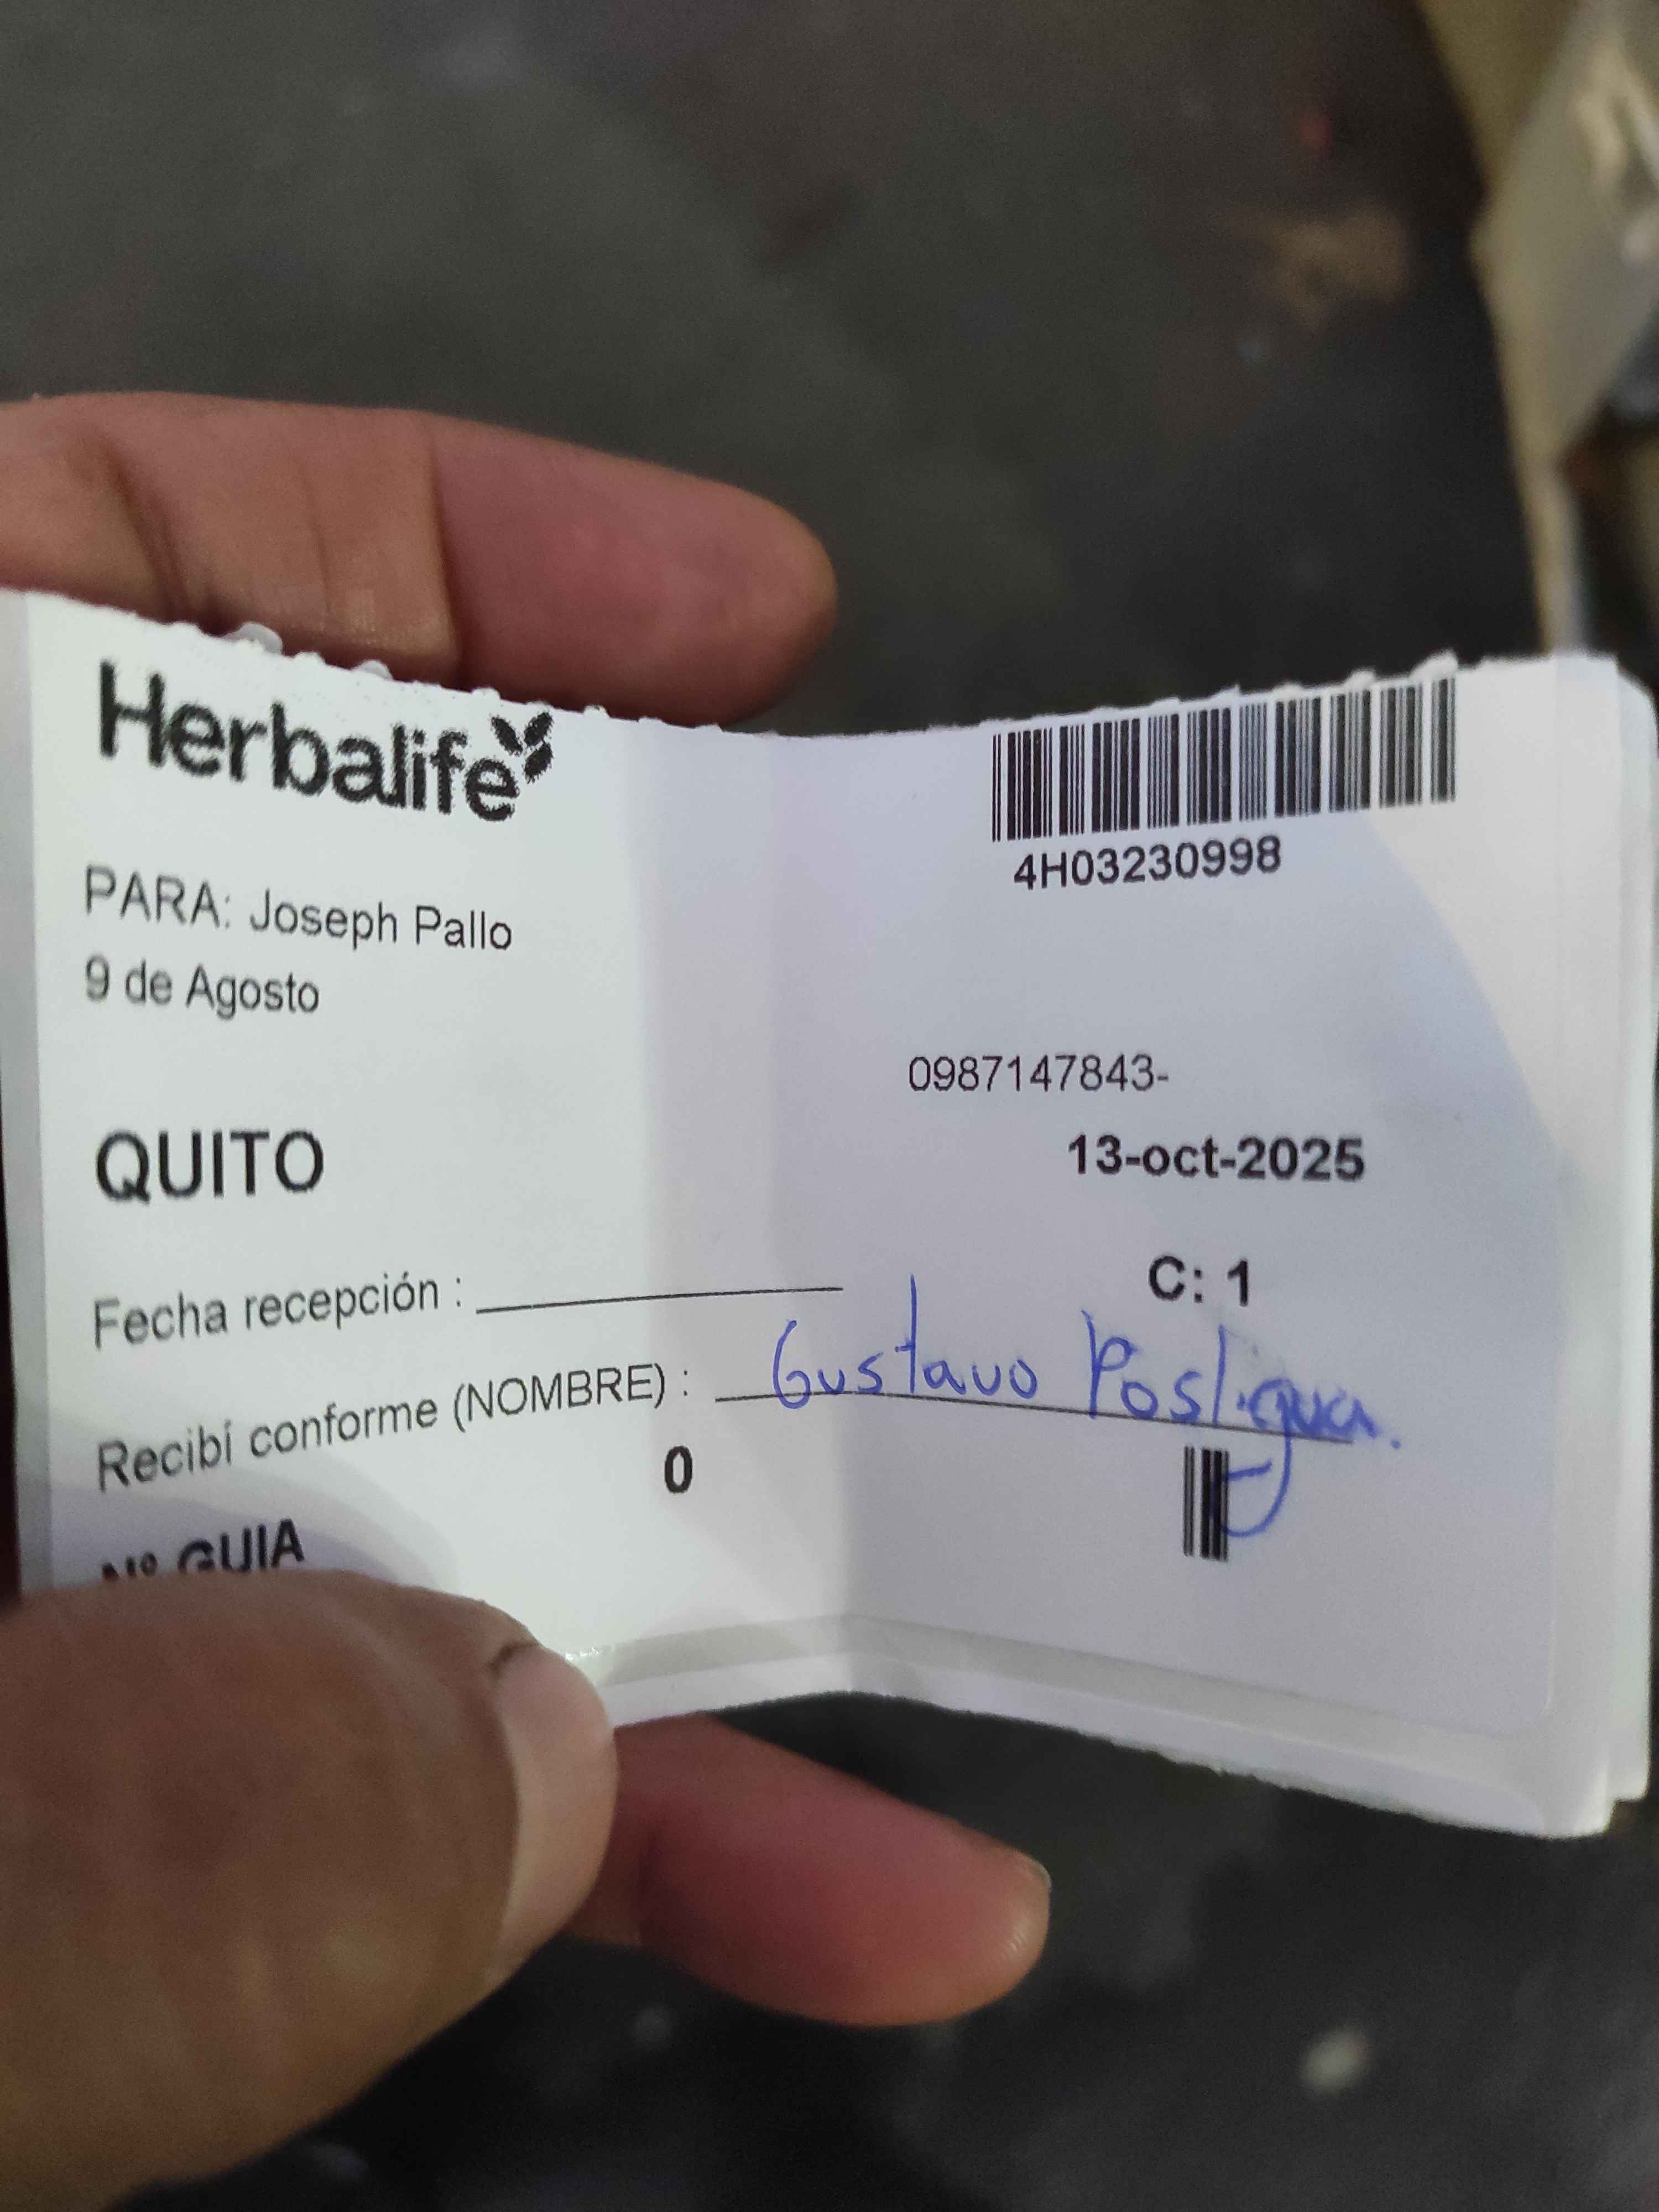 Herbalife
4H03230998
PARA: Joseph Pallo
9 de Agosto
0987147843-
QUITO
13-oct-2025
C: 1
Fecha recepción :
Recibí conforme (NOMBRE) : Gustavo Posligua.
0
Nº GUIA